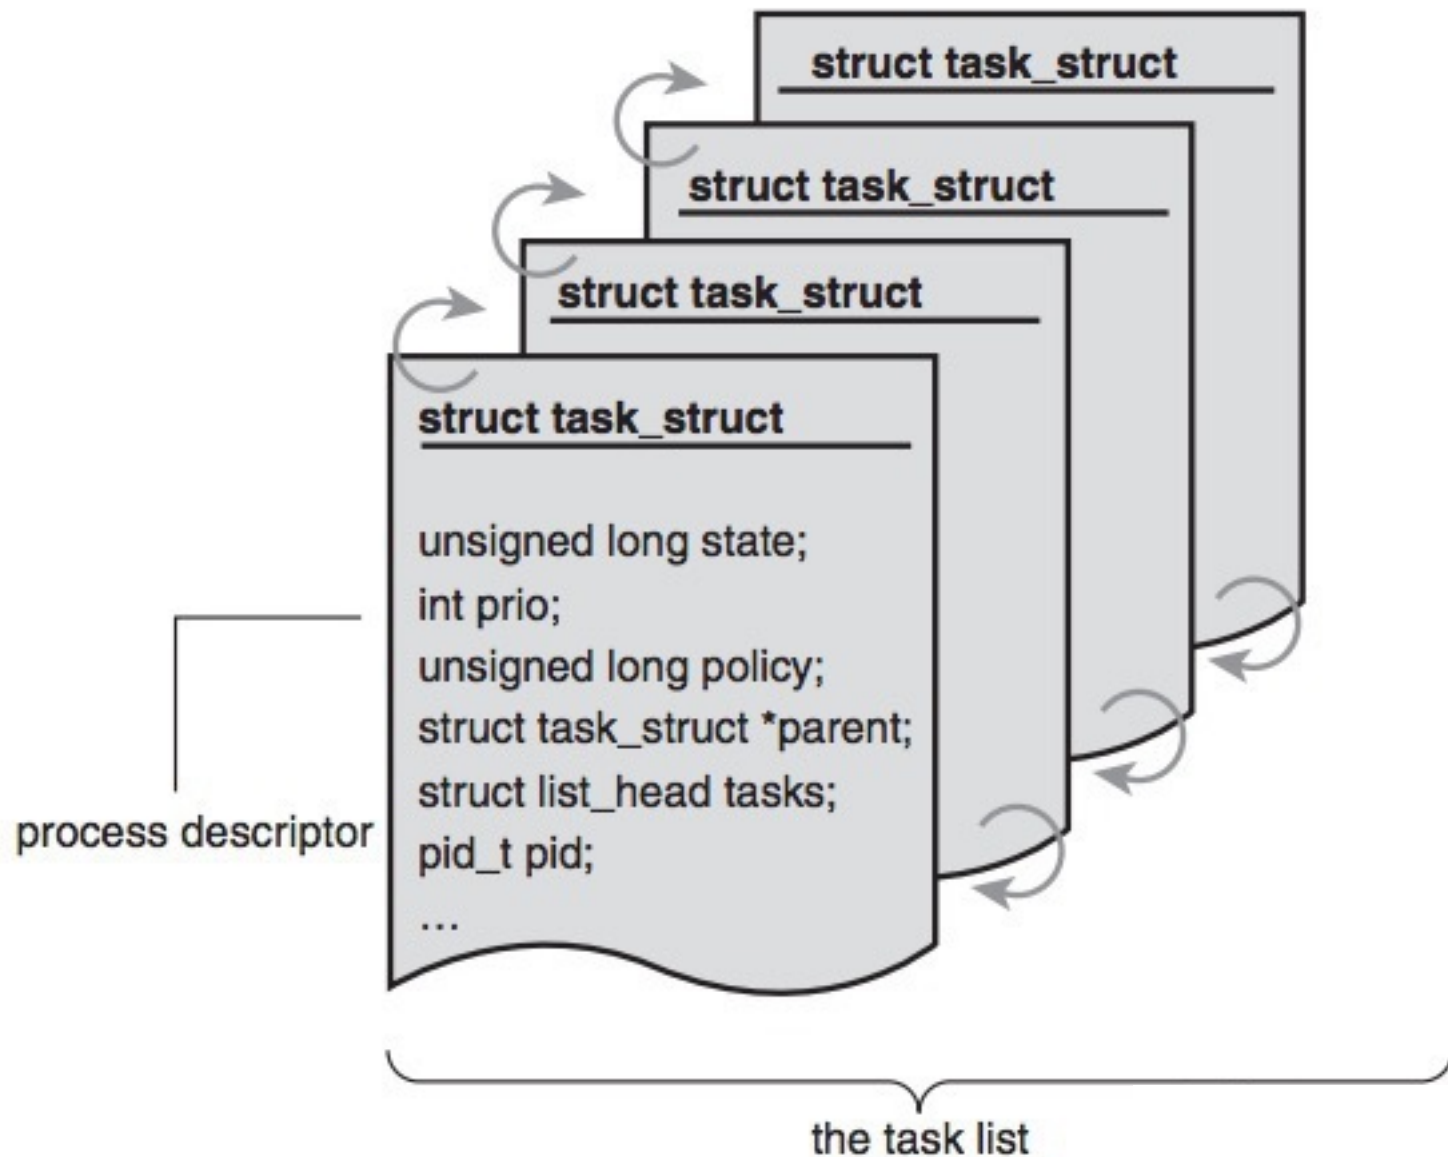 struct task_struct
struct task_struct
struct task_struct
struct task_struct
unsigned long state;
int prio;
unsigned long policy;
struct task_struct *parent;
struct list_head tasks;
pid_t pid;
...
process descriptor
the task list